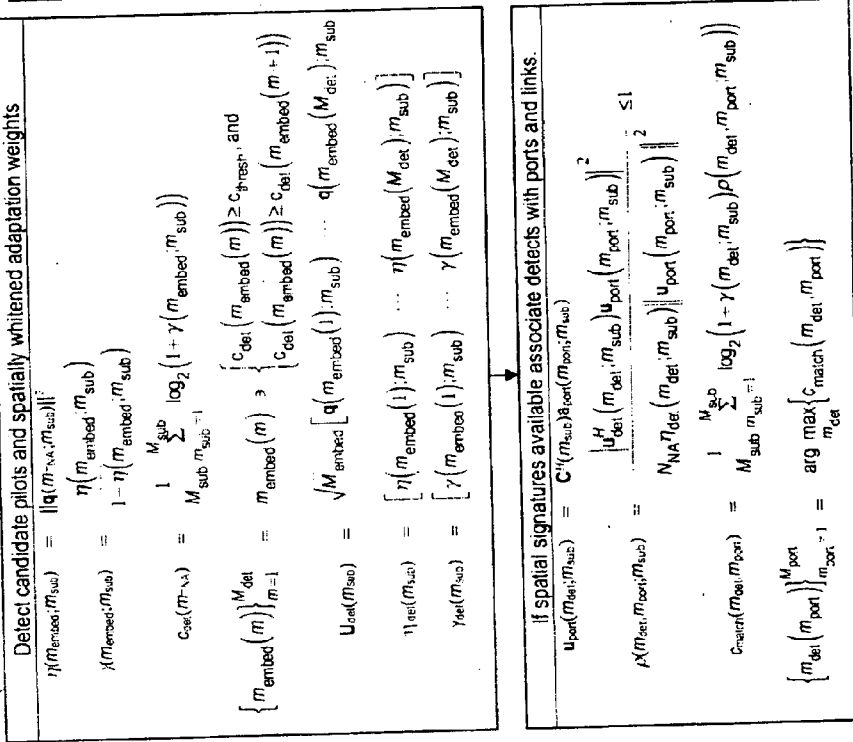 Detect candidate pilots and spatially whitened adaptation weights
η(m_embed; m_sub) = ||q(m_TNA; m_sub)||²
γ(m_embed; m_sub) = η(m_embed; m_sub) / 1 - η(m_embed; m_sub)
c_det(m_TNA) = 1 / M_sub Σ_{m_sub=1}^{M_sub} log₂(1 + γ(m_embed; m_sub))
{m_embed(m)}_{m=1}^{M_det} = m_embed(m) ∋ { c_det(m_embed(m)) ≥ c_thresh, and
c_det(m_embed(m)) ≥ c_det(m_embed(m + 1))
U_det(m_sub) = √M_embed [q(m_embed(1); m_sub) ⋯ q(m_embed(M_det); m_sub
η_det(m_sub) = [η(m_embed(1); m_sub) ⋯ η(m_embed(M_det); m_sub)]
γ_det(m_sub) = [γ(m_embed(1); m_sub) ⋯ γ(m_embed(M_det); m_sub)]
If spatial signatures available associate detects with ports and links.
u_port(m_det; m_sub) = C^H(m_sub)a_port(m_port; m_sub)
ρ(m_det, m_port; m_sub) = |u_det^H(m_det; m_sub)u_port(m_port; m_sub)||² / N_NA η_det(m_det; m_sub)||u_port(m_port; m_sub)||² ≤ 1
c_match(m_det, m_port) = 1 / M_sub Σ_{m_sub=1}^{M_sub} log₂(1 + γ(m_det; m_sub)ρ(m_det, m_port; m_sub))
{m_det(m_port)}_{m_port=1}^{M_port} = arg max_{m_det}{c_match(m_det, m_port)}